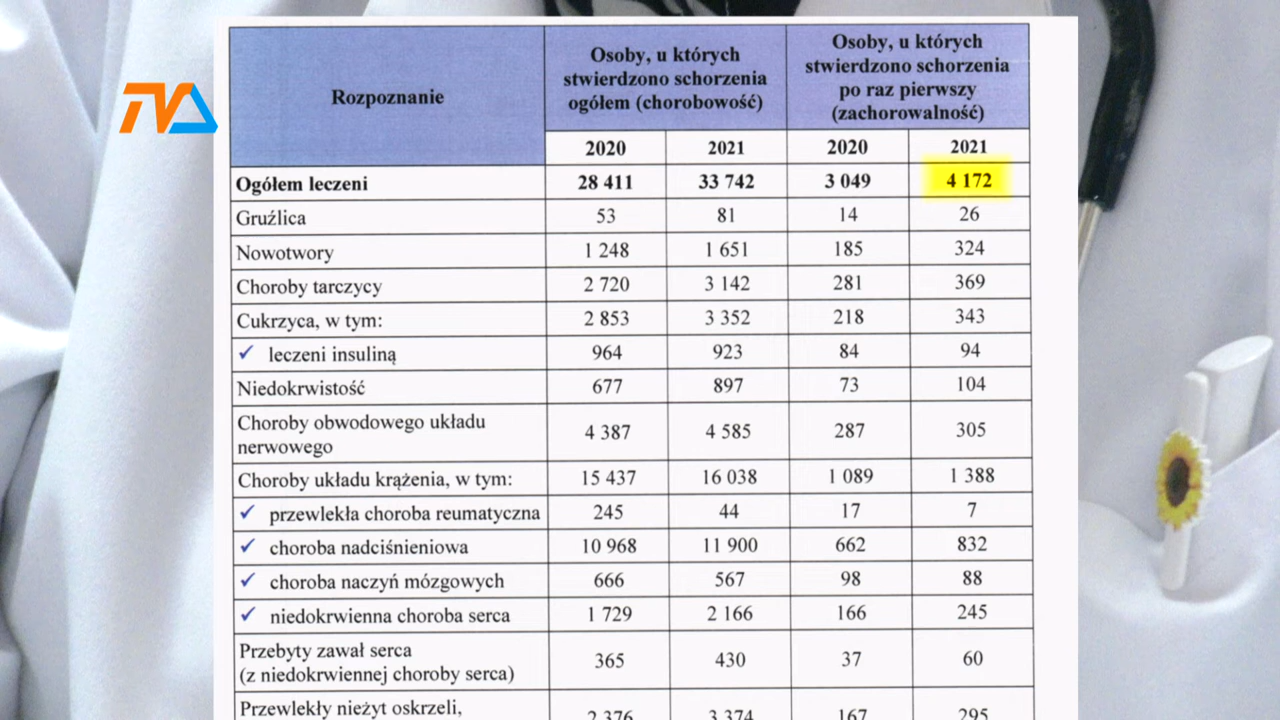 TVA
Rozpoznanie
Osoby, u których
stwierdzono schorzenia
ogółem (chorobowość)
Osoby, u których
stwierdzono schorzenia
po raz pierwszy
(zachorowalność)
2020 2021 2020 2021
Ogółem leczeni 28 411 33 742 3 049 4 172
Gruźlica 53 81 14 26
Nowotwory 1 248 1 651 185 324
Choroby tarczycy 2 720 3 142 281 369
Cukrzyca, w tym: 2 853 3 352 218 343
✓ leczeni insuliną 964 923 84 94
Niedokrwistość 677 897 73 104
Choroby obwodowego układu
nerwowego 4 387 4 585 287 305
Choroby układu krążenia, w tym: 15 437 16 038 1 089 1 388
✓ przewlekła choroba reumatyczna 245 44 17 7
✓ choroba nadciśnieniowa 10 968 11 900 662 832
✓ choroba naczyń mózgowych 666 567 98 88
✓ niedokrwienna choroba serca 1 729 2 166 166 245
Przebyty zawał serca
(z niedokrwiennej choroby serca) 365 430 37 60
Przewlekły nieżyt oskrzeli,
2 376 3 374 167 295